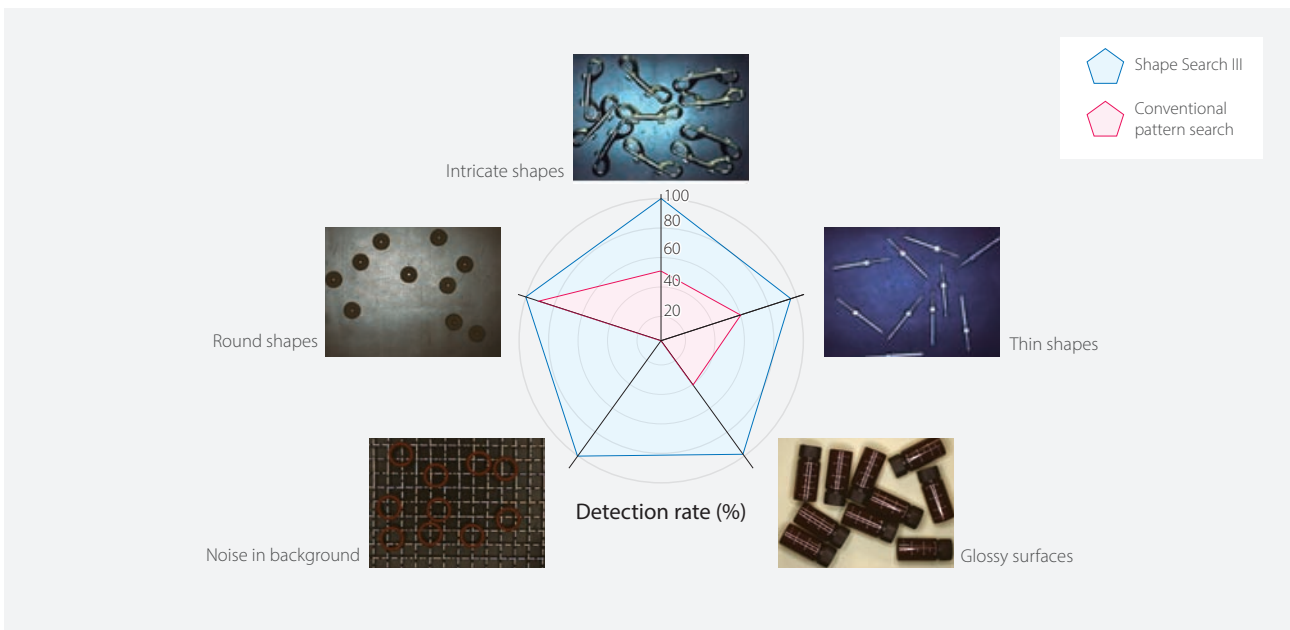 Shape Search III
Conventional
pattern search
Intricate shapes
100
80
60
40
20
Round shapes
Thin shapes
Detection rate (%)
Noise in background
Glossy surfaces